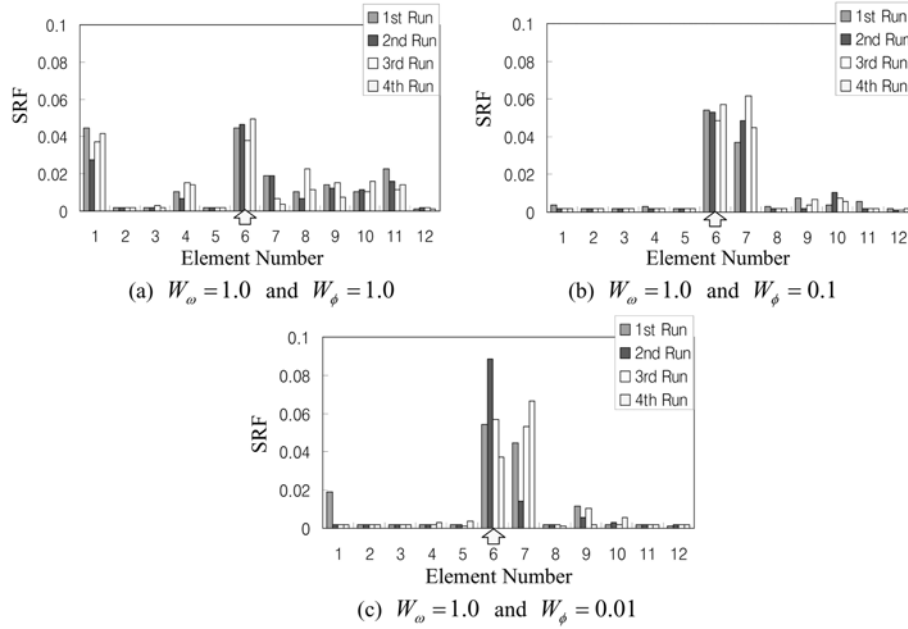 0.1
0.08
0.06
0.04
0.02
0
SRF
1st Run
2nd Run
3rd Run
4th Run
1 2 3 4 5 6 7 8 9 10 11 12
Element Number
(a) W_ω = 1.0 and W_ϕ = 1.0
0.1
0.08
0.06
0.04
0.02
0
SRF
1st Run
2nd Run
3rd Run
4th Run
1 2 3 4 5 6 7 8 9 10 11 12
Element Number
(b) W_ω = 1.0 and W_ϕ = 0.1
0.1
0.08
0.06
0.04
0.02
0
SRF
1st Run
2nd Run
3rd Run
4th Run
1 2 3 4 5 6 7 8 9 10 11 12
Element Number
(c) W_ω = 1.0 and W_ϕ = 0.01